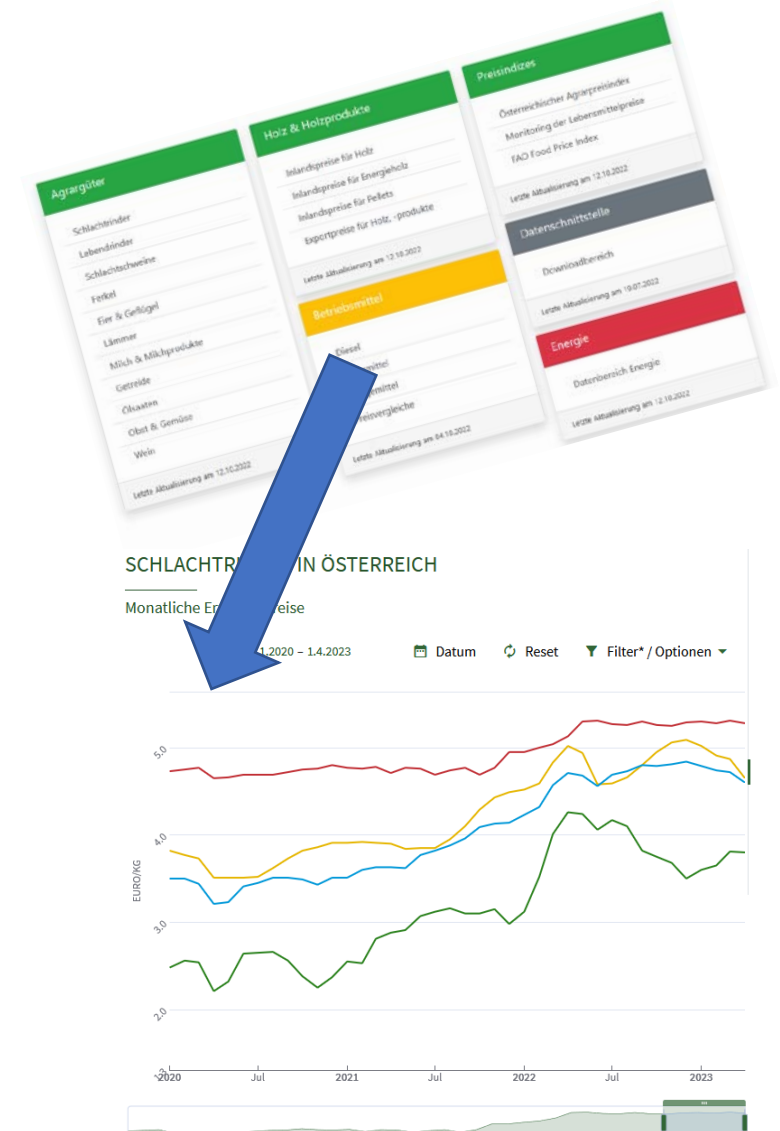 Agrargüter
Schlachtrinder
Lebendrinder
Schlachtschweine
Ferkel
Eier & Geflügel
Lämmer
Milch & Milchprodukte
Getreide
Ölsaaten
Obst & Gemüse
Wein
Letzte Aktualisierung am 12.10.2022
Holz & Holzprodukte
Inlandspreise für Holz
Inlandspreise für Energieholz
Inlandspreise für Pellets
Exportpreise für Holz, -produkte
Letzte Aktualisierung am 12.10.2022
Betriebsmittel
Diesel
Letzte Aktualisierung am 04.10.2022
Preisindizes
Österreichischer Agrarpreisindex
Monitoring der Lebensmittelpreise
FAO Food Price Index
Letzte Aktualisierung am 12.10.2022
Datenschnittstelle
Downloadbereich
Letzte Aktualisierung am 19.07.2022
Energie
Datenbereich Energie
Letzte Aktualisierung am 12.10.2022
IN ÖSTERREICH
Monatliche
1.2020 – 1.4.2023
Datum
Reset
Filter* / Optionen
5.0
4.0
EURO/KG
3.0
2.0
2020 Jul 2021 Jul 2022 Jul 2023